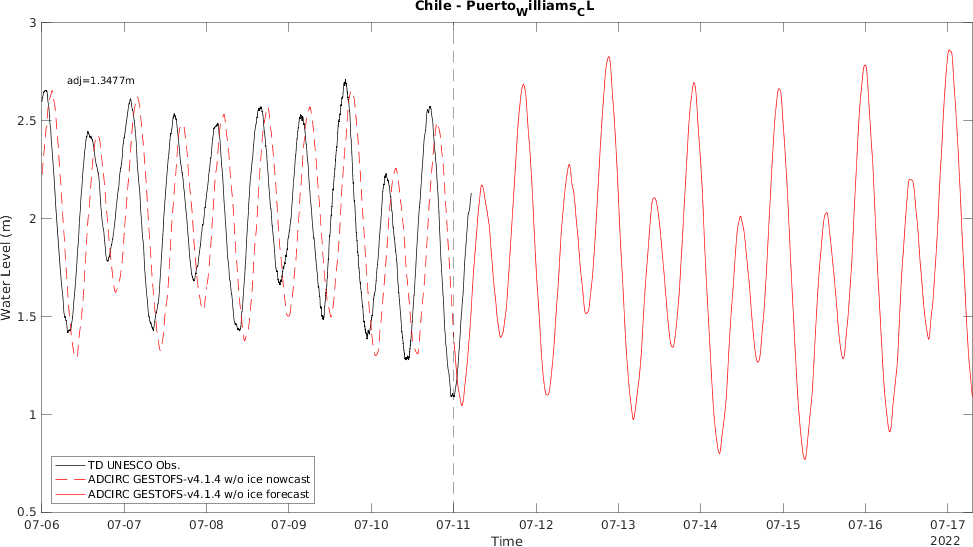 Chile - PuertoWilliamsCL
3
adj=1.3477m
2.5
2
Water Level (m)
1.5
1
TD UNESCO Obs.
ADCIRC GESTOFS-v4.1.4 w/o ice nowcast
ADCIRC GESTOFS-v4.1.4 w/o ice forecast
0.5
07-06 07-07 07-08 07-09 07-10 07-11 07-12 07-13 07-14 07-15 07-16 07-17
Time 2022